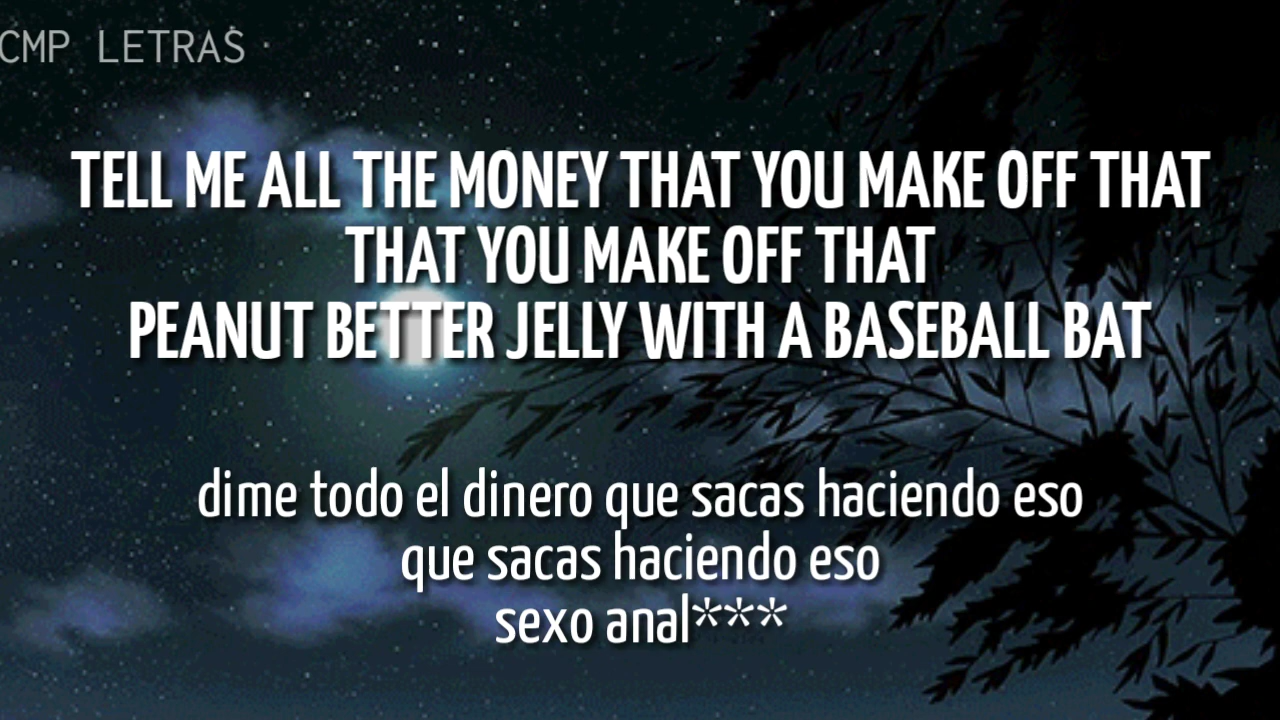 CMP LETRAS
TELL ME ALL THE MONEY THAT YOU MAKE OFF THAT
THAT YOU MAKE OFF THAT
PEANUT BETTER JELLY WITH A BASEBALL BAT
dime todo el dinero que sacas haciendo eso
que sacas haciendo eso
sexo anal***